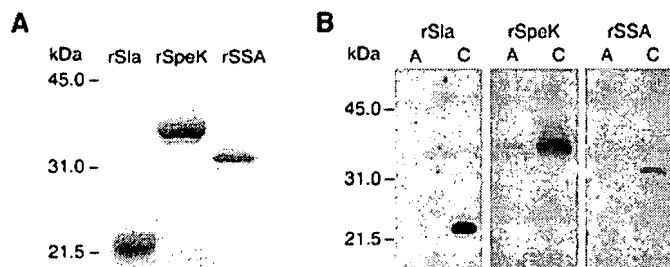 A
kDa rSla rSpeK rSSA
45.0 –
31.0 –
21.5 –
B
rSla rSpeK rSSA
kDa A C A C A C
45.0 –
31.0 –
21.5 –